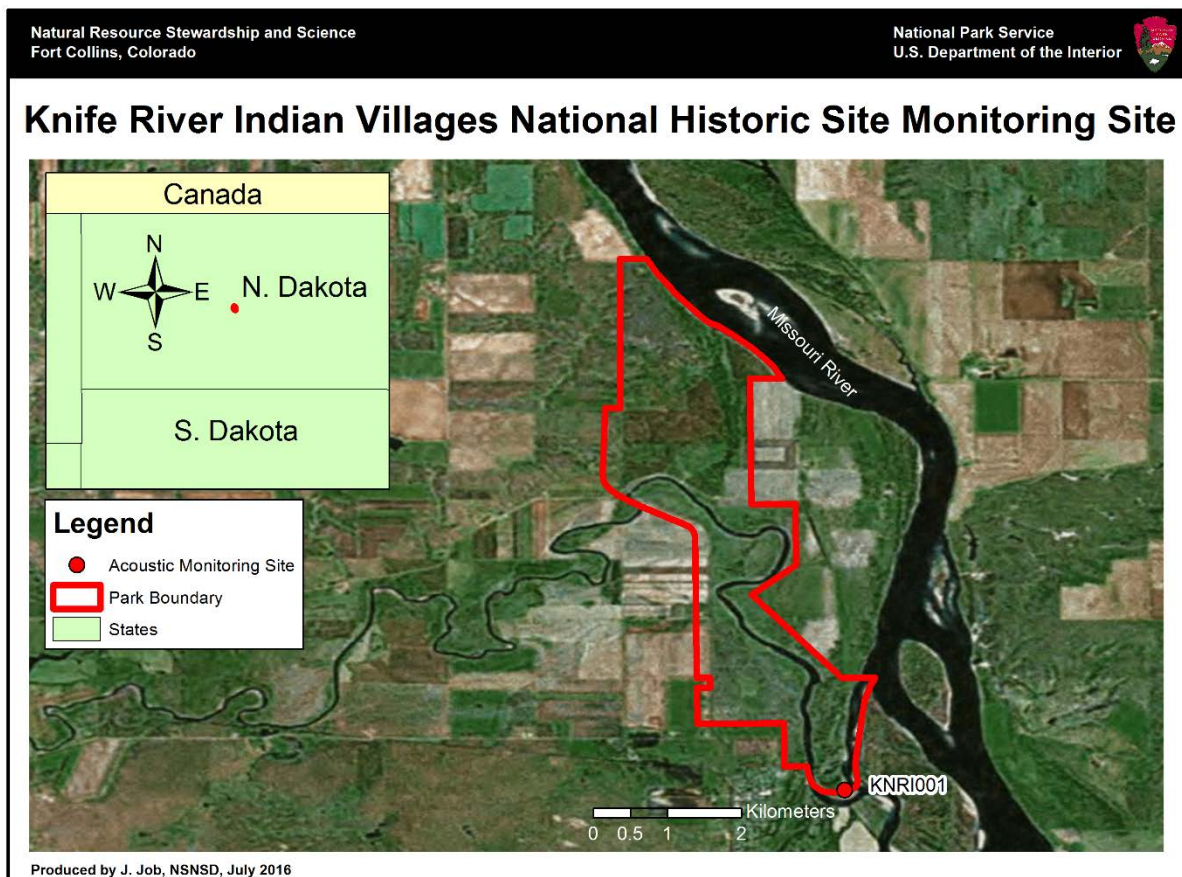 Natural Resource Stewardship and Science
Fort Collins, Colorado
National Park Service
U.S. Department of the Interior
Knife River Indian Villages National Historic Site Monitoring Site
Canada
N
W
E
S
N. Dakota
S. Dakota
Missouri River
Legend
Acoustic Monitoring Site
Park Boundary
States
KNRI001
Kilometers
0 0.5 1 2
Produced by J. Job, NSNSD, July 2016